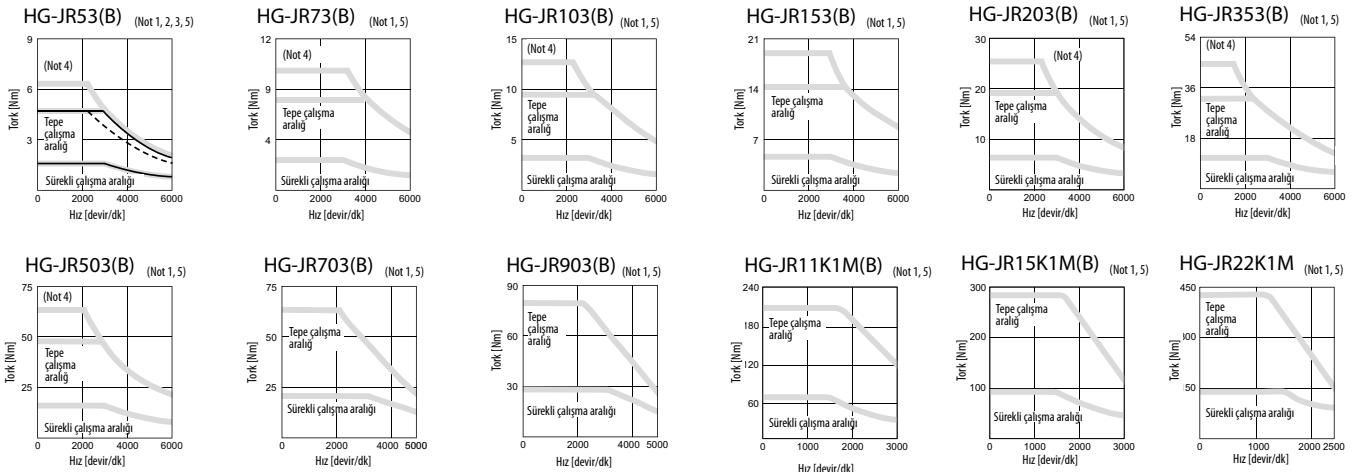 HG-JR53(B) (Not 1, 2, 3, 5)
9
6
3
Tork [Nm]
Tepe
çalışma
aralığ
(Not 4)
Sürekli çalışma aralığı
0 2000 4000 6000
Hız [devir/dk]
HG-JR73(B) (Not 1, 5)
12
9
4
Tork [Nm]
(Not 4)
Tepe çalışma
aralığ
Sürekli çalışma aralığı
0 2000 4000 6000
Hız [devir/dk]
HG-JR103(B) (Not 1, 5)
15
10
5
Tork [Nm]
(Not 4)
Tepe
çalışma
aralığ
Sürekli çalışma aralığı
0 2000 4000 6000
Hız [devir/dk]
HG-JR153(B) (Not 1, 5)
21
14
7
Tork [Nm]
Tepe çalışma
aralığ
Sürekli çalışma aralığı
0 2000 4000 6000
Hız [devir/dk]
HG-JR203(B) (Not 1, 5)
30
20
10
Tork [Nm]
(Not 4)
Tepe çalışma
aralığ
Sürekli çalışma aralığı
0 2000 4000 6000
Hız [devir/dk]
HG-JR353(B) (Not 1, 5)
54
36
18
Tork [Nm]
(Not 4)
Tepe
çalışma
aralığ
Sürekli çalışma aralığı
0 2000 4000 6000
Hız [devir/dk]
HG-JR503(B) (Not 1, 5)
75
50
25
Tork [Nm]
(Not 4)
Tepe
çalışma
aralığ
Sürekli çalışma aralığı
0 2000 4000 6000
Hız [devir/dk]
HG-JR703(B) (Not 1, 5)
75
50
25
Tork [Nm]
Tepe çalışma
aralığ
Sürekli çalışma aralığı
0 2000 4000 5000
Hız [devir/dk]
HG-JR903(B) (Not 1, 5)
90
60
30
Tork [Nm]
Tepe
çalışma
aralığ
Sürekli çalışma aralığı
0 2000 4000 5000
Hız [devir/dk]
HG-JR11K1M(B) (Not 1, 5)
240
180
120
60
Tork [Nm]
Tepe çalışma
aralığ
Sürekli çalışma aralığı
0 1000 2000 3000
Hız [devir/dk]
HG-JR15K1M(B) (Not 1, 5)
300
200
100
Tork [Nm]
Tepe çalışma
aralığ
Sürekli çalışma aralığı
0 1000 2000 3000
Hız [devir/dk]
HG-JR22K1M (Not 1, 5)
450
Tork [Nm]
Tepe
çalışma
aralığ
Sürekli çalışma aralığı
0 1000 2000 2500
Hız [devir/dk]